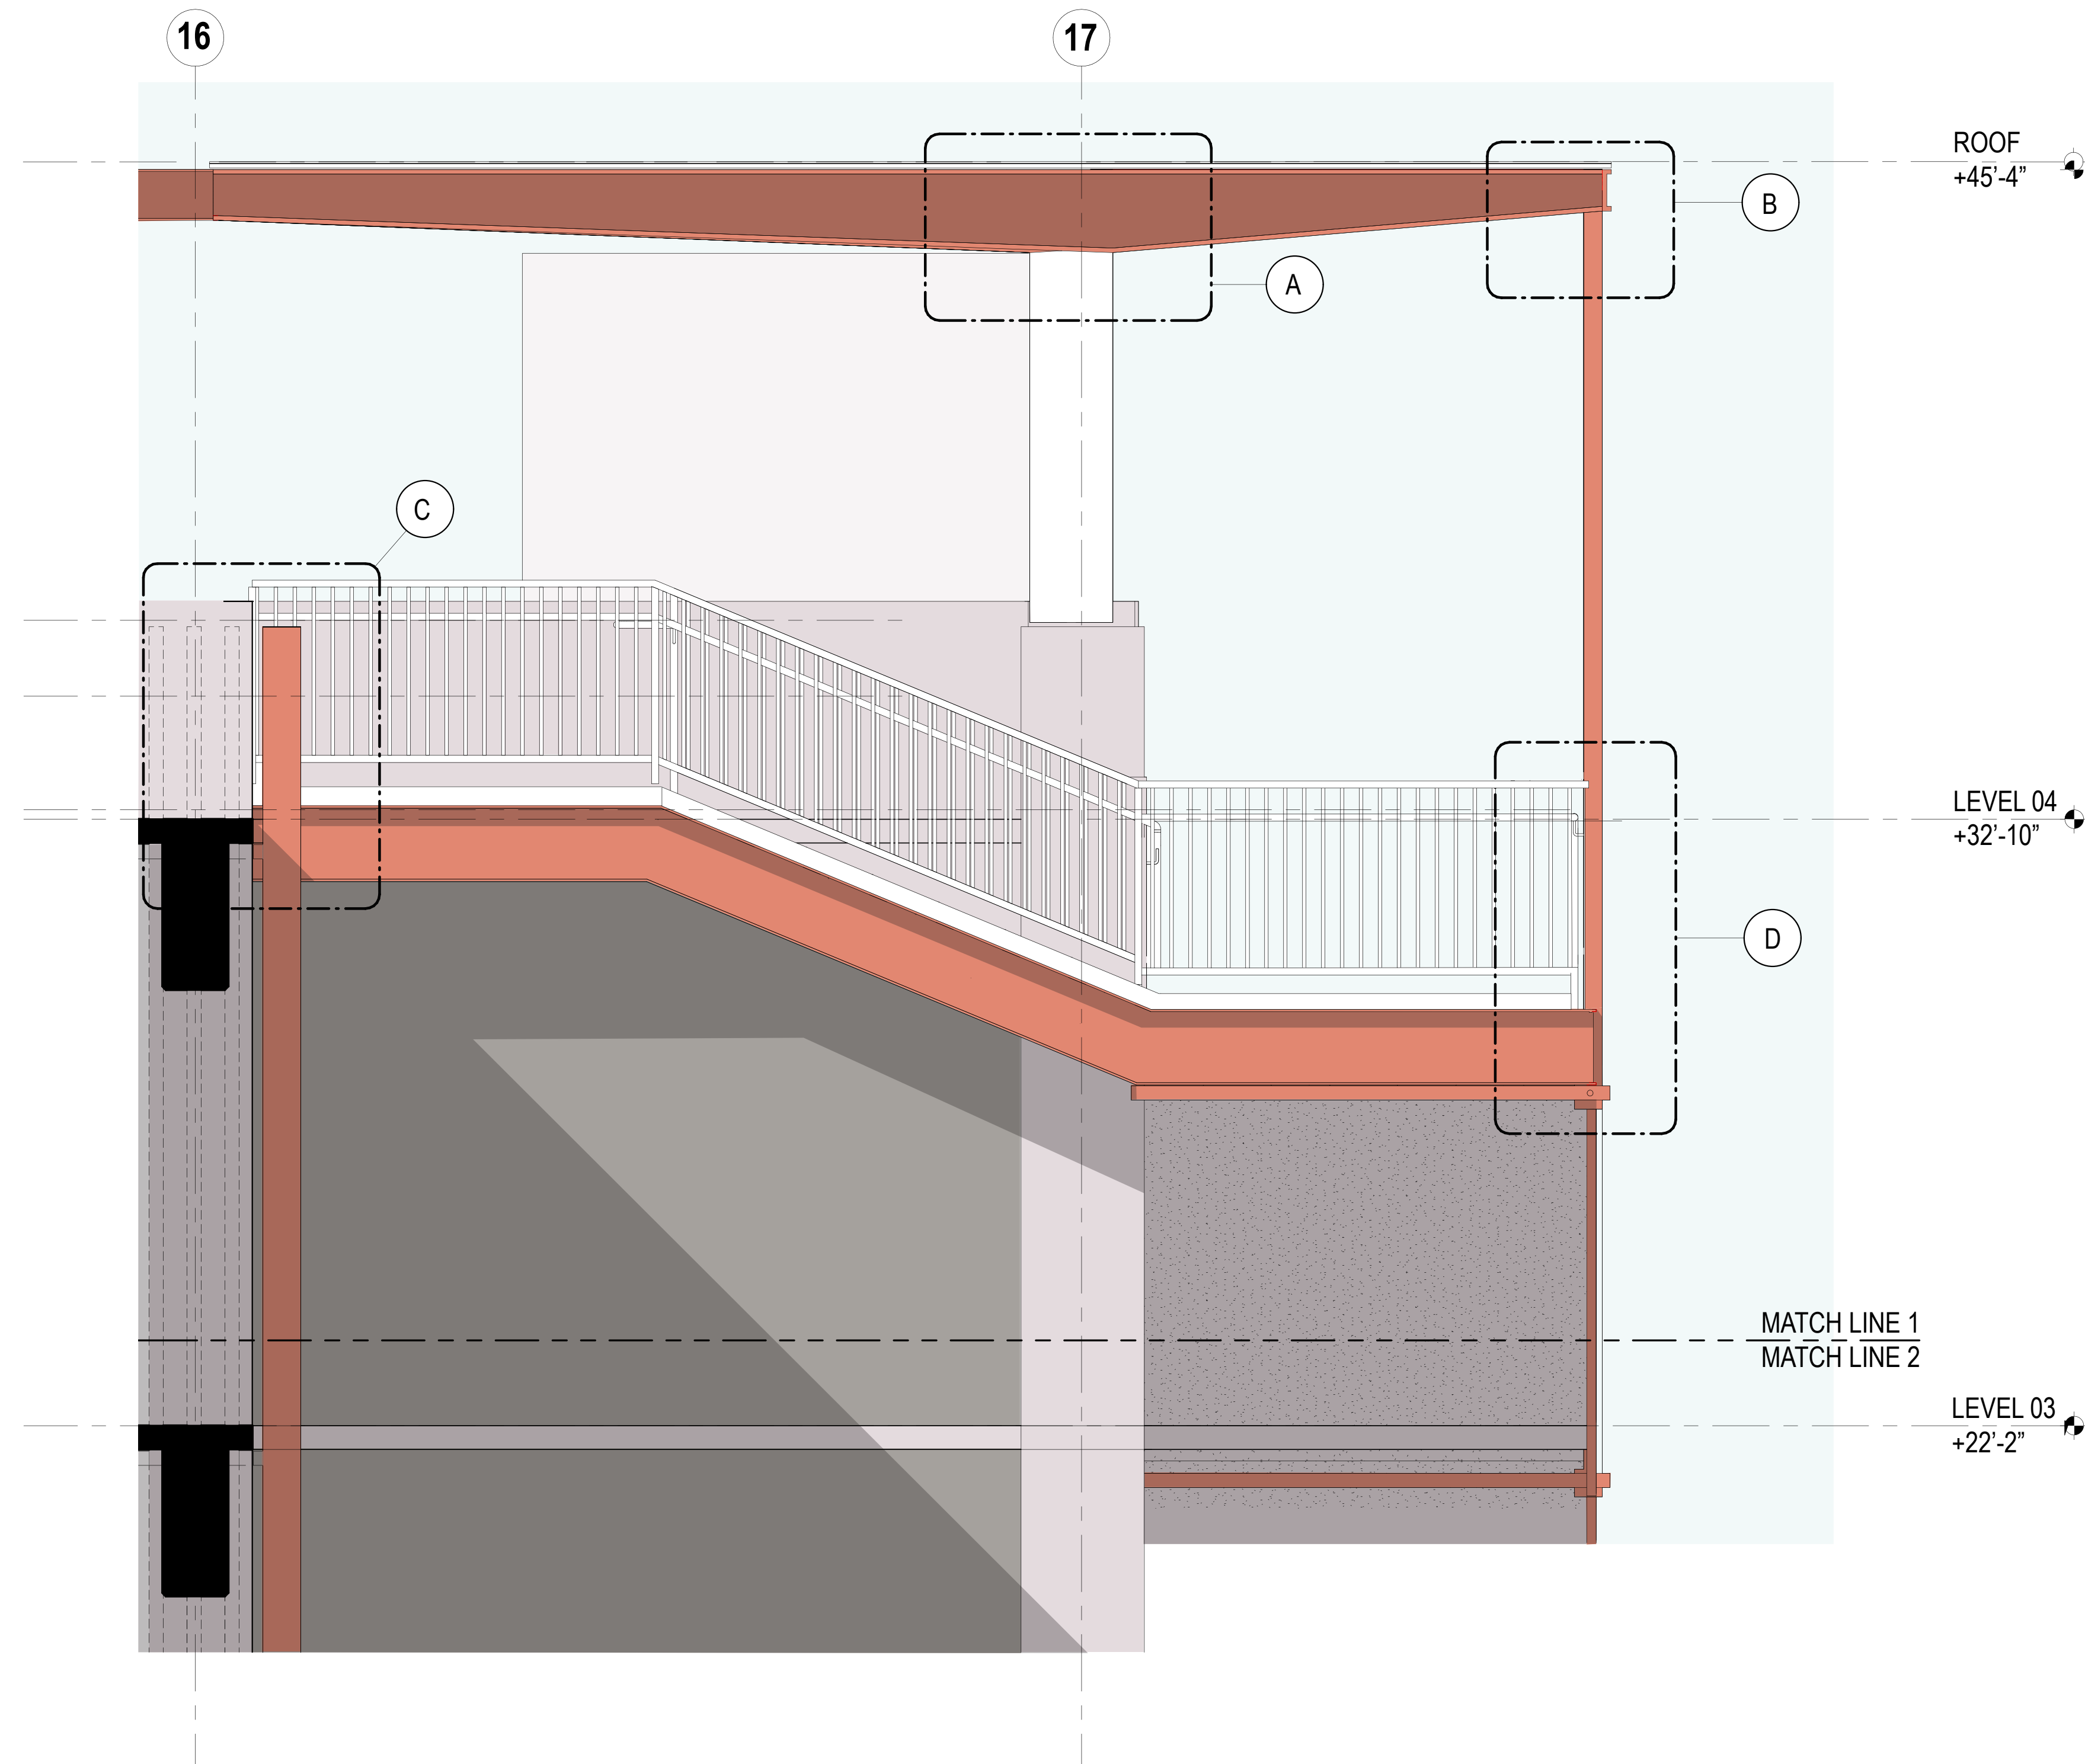 16
17
ROOF
+45'-4”
B
A
C
LEVEL 04
+32'-10”
D
MATCH LINE 1
MATCH LINE 2
LEVEL 03
+22'-2”